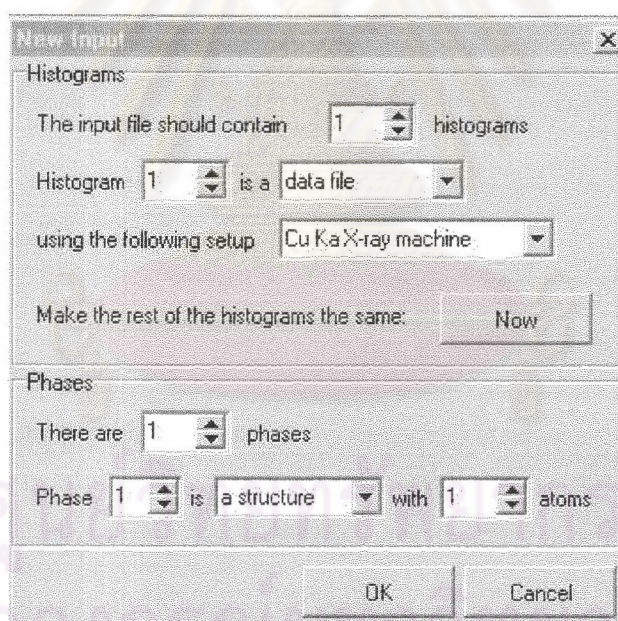 New Input
Histograms
The input file should contain 1 histograms
Histogram 1 is a data file
using the following setup Cu Ka X-ray machine
Make the rest of the histograms the same: Now
Phases
There are 1 phases
Phase 1 is a structure with 1 atoms
OK Cancel